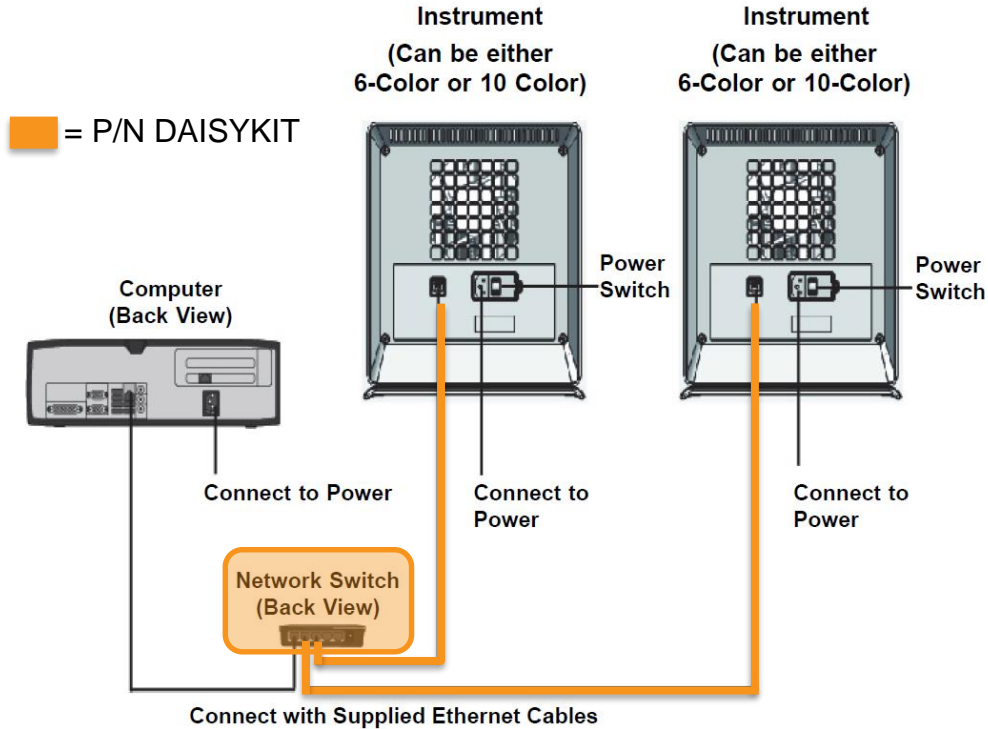 Instrument
(Can be either
6-Color or 10 Color)
Instrument
(Can be either
6-Color or 10-Color)
= P/N DAISYKIT
Computer
(Back View)
Power
Switch
Power
Switch
Connect to Power
Connect to
Power
Connect to
Power
Network Switch
(Back View)
Connect with Supplied Ethernet Cables